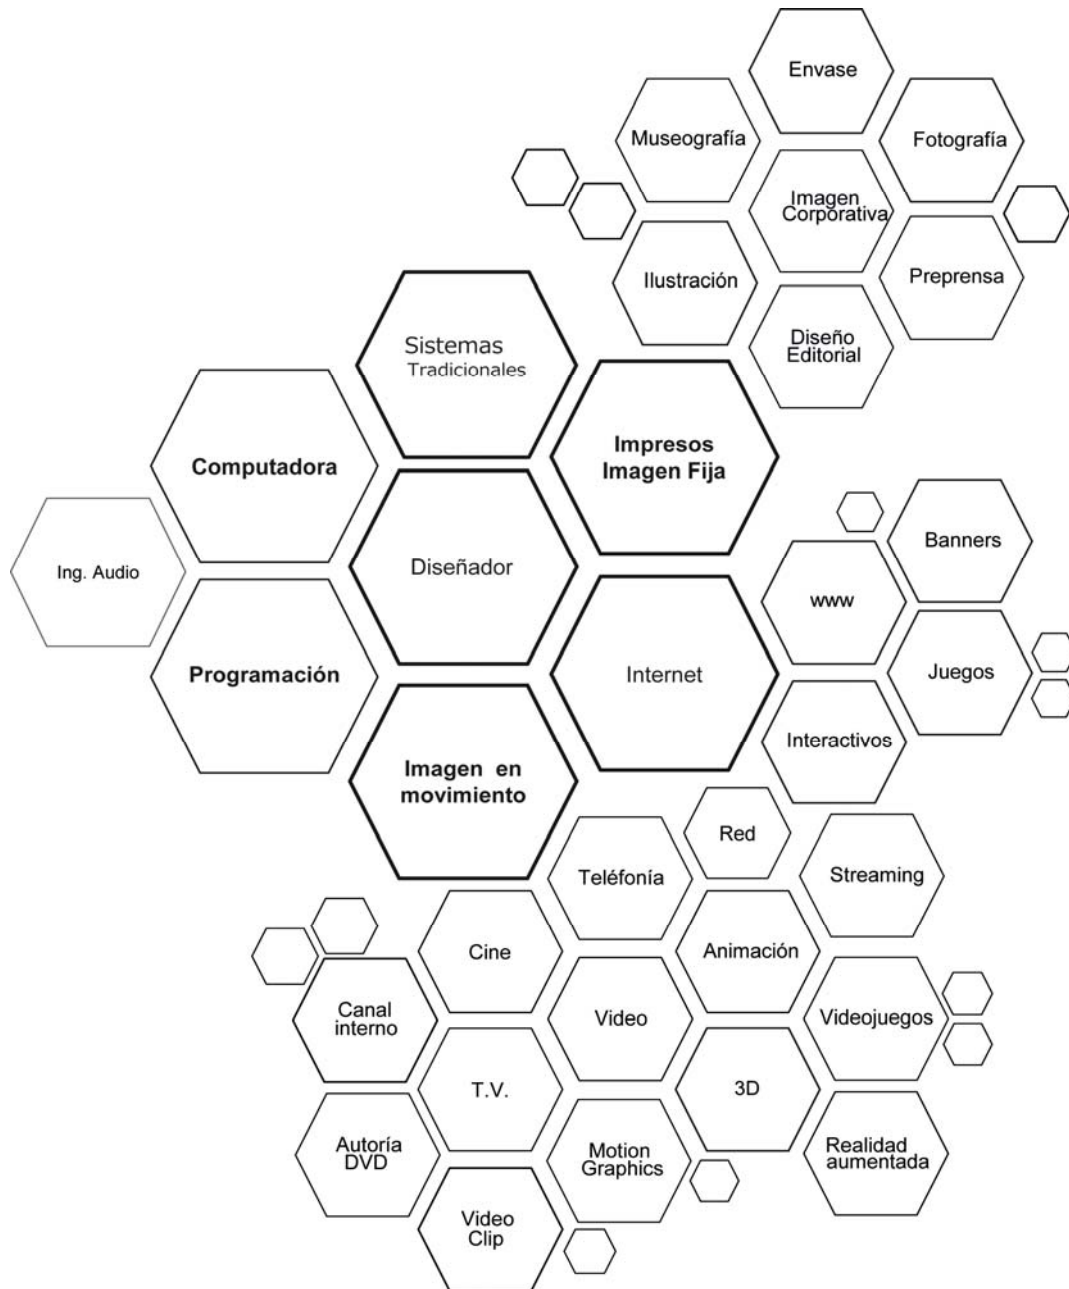 Envase
Museografía
Fotografía
Imagen
Corporativa
Ilustración
Preprensa
Diseño
Editorial
Sistemas
Tradicionales
Impresos
Imagen Fija
Computadora
Diseñador
Ing. Audio
Programación
Internet
Imagen en
movimiento
Banners
www
Juegos
Interactivos
Red
Teléfonía
Streaming
Cine
Animación
Canal
interno
Video
Videojuegos
T.V.
3D
Autoría
DVD
Motion
Graphics
Realidad
aumentada
Video
Clip